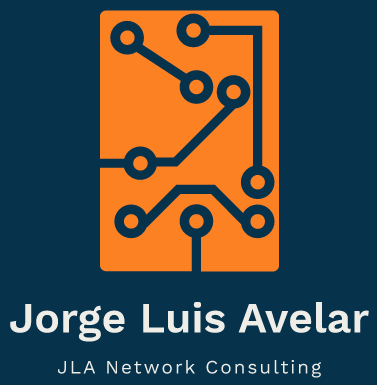 Jorge Luis Avelar
JLA Network Consulting